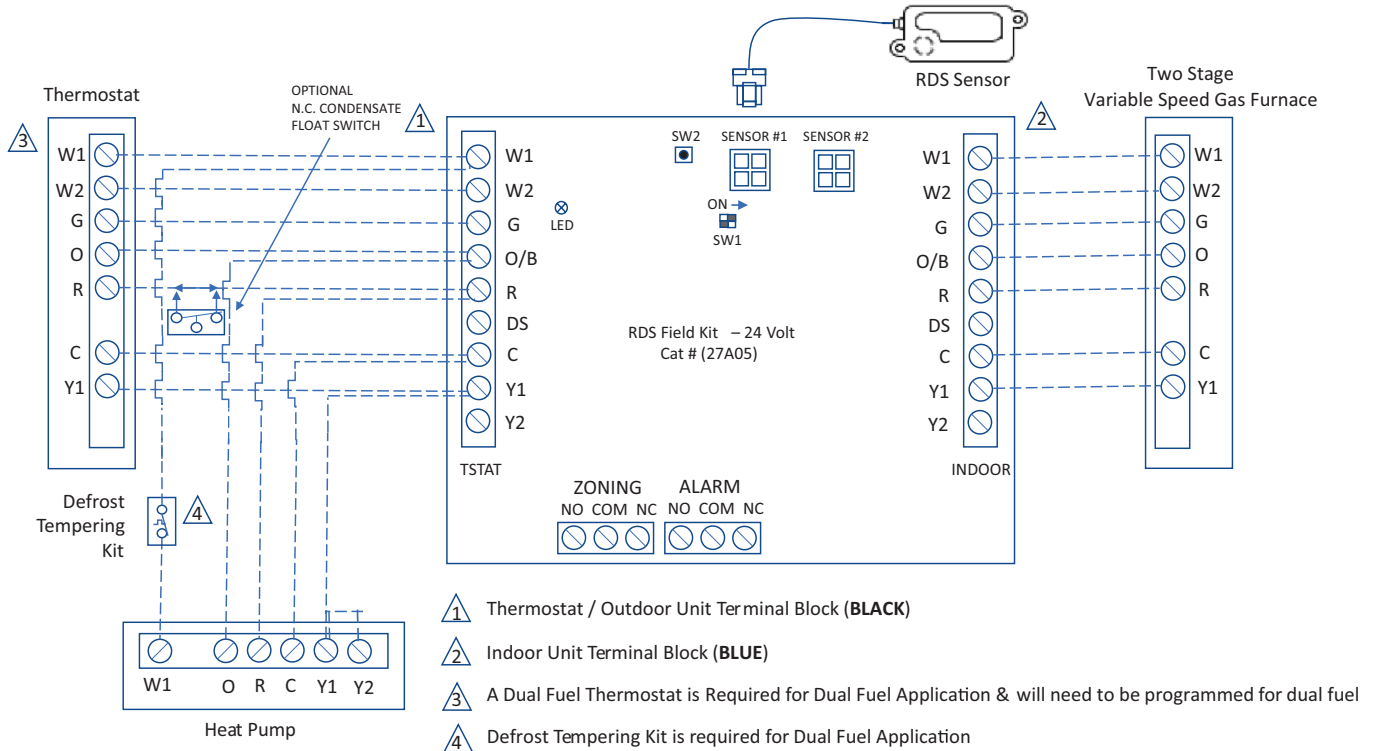 RDS Sensor
Two Stage
Variable Speed Gas Furnace
Thermostat
OPTIONAL
N.C. CONDENSATE
FLOAT SWITCH
1
2
3
W1
W2
G
O
R
C
Y1
W1
W2
G
O/B
R
DS
C
Y1
Y2
TSTAT
SW2
SENSOR #1
SENSOR #2
LED
ON
SW1
RDS Field Kit – 24 Volt
Cat # (27A05)
ZONING
NO COM NC
ALARM
NO COM NC
W1
W2
G
O/B
R
DS
C
Y1
Y2
INDOOR
W1
W2
G
O
R
C
Y1
Defrost
Tempering
Kit
4
W1 O R C Y1 Y2
Heat Pump
1 Thermostat / Outdoor Unit Terminal Block (BLACK)
2 Indoor Unit Terminal Block (BLUE)
3 A Dual Fuel Thermostat is Required for Dual Fuel Application & will need to be programmed for dual fuel
4 Defrost Tempering Kit is required for Dual Fuel Application